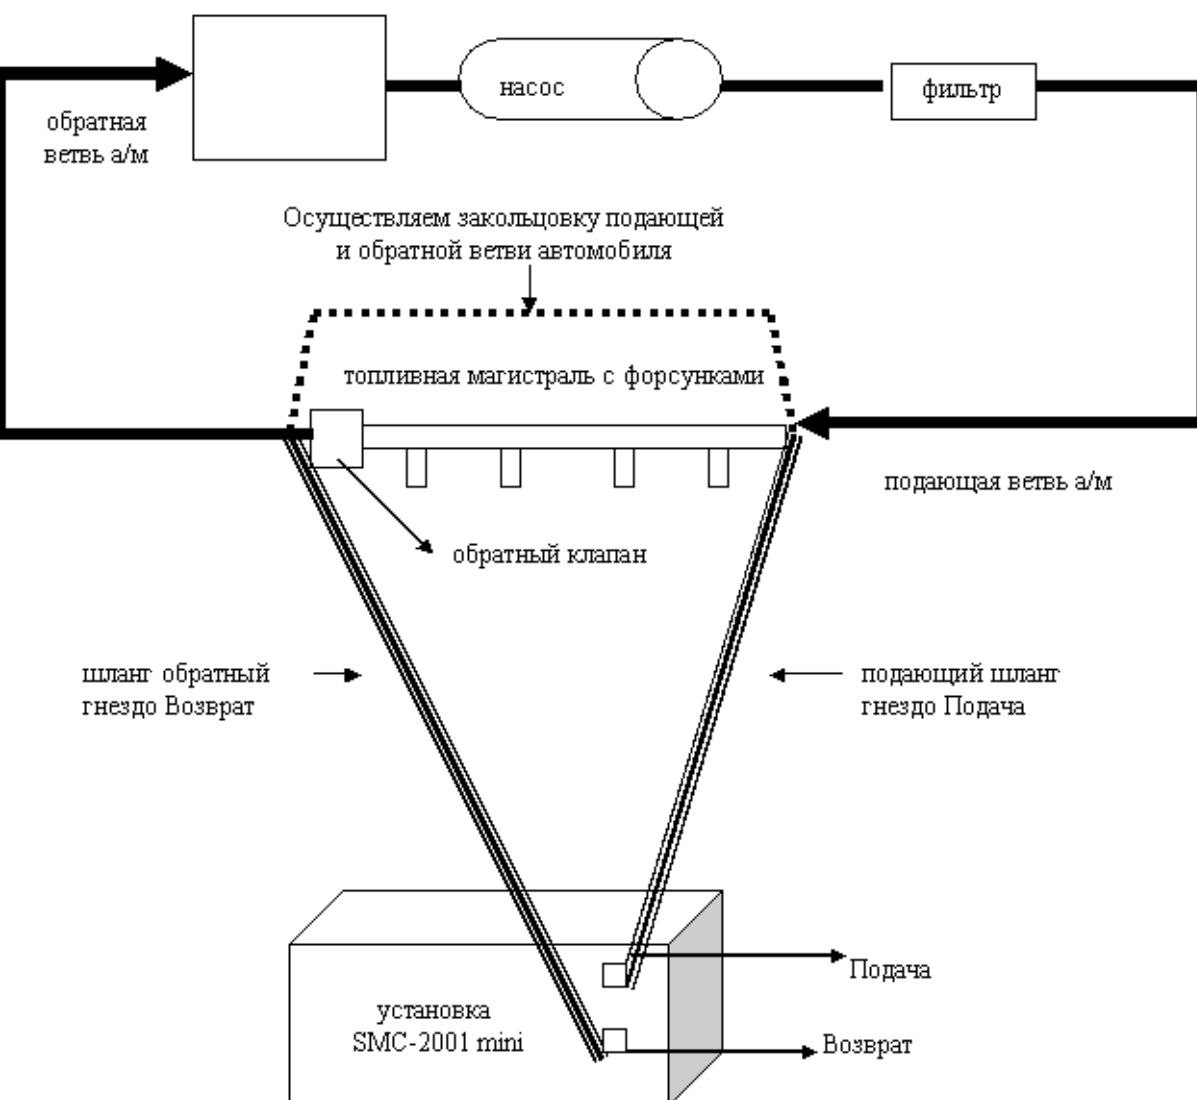 насос
фильтр
обратная
ветвь а/м
Осуществляем закольцовку подающей
и обратной ветви автомобиля
топливная магистраль с форсунками
подающая ветвь а/м
обратный клапан
шланг обратный
гнездо Возврат
подающий шланг
гнездо Подача
Подача
установка
SMC-2001 mini
Возврат